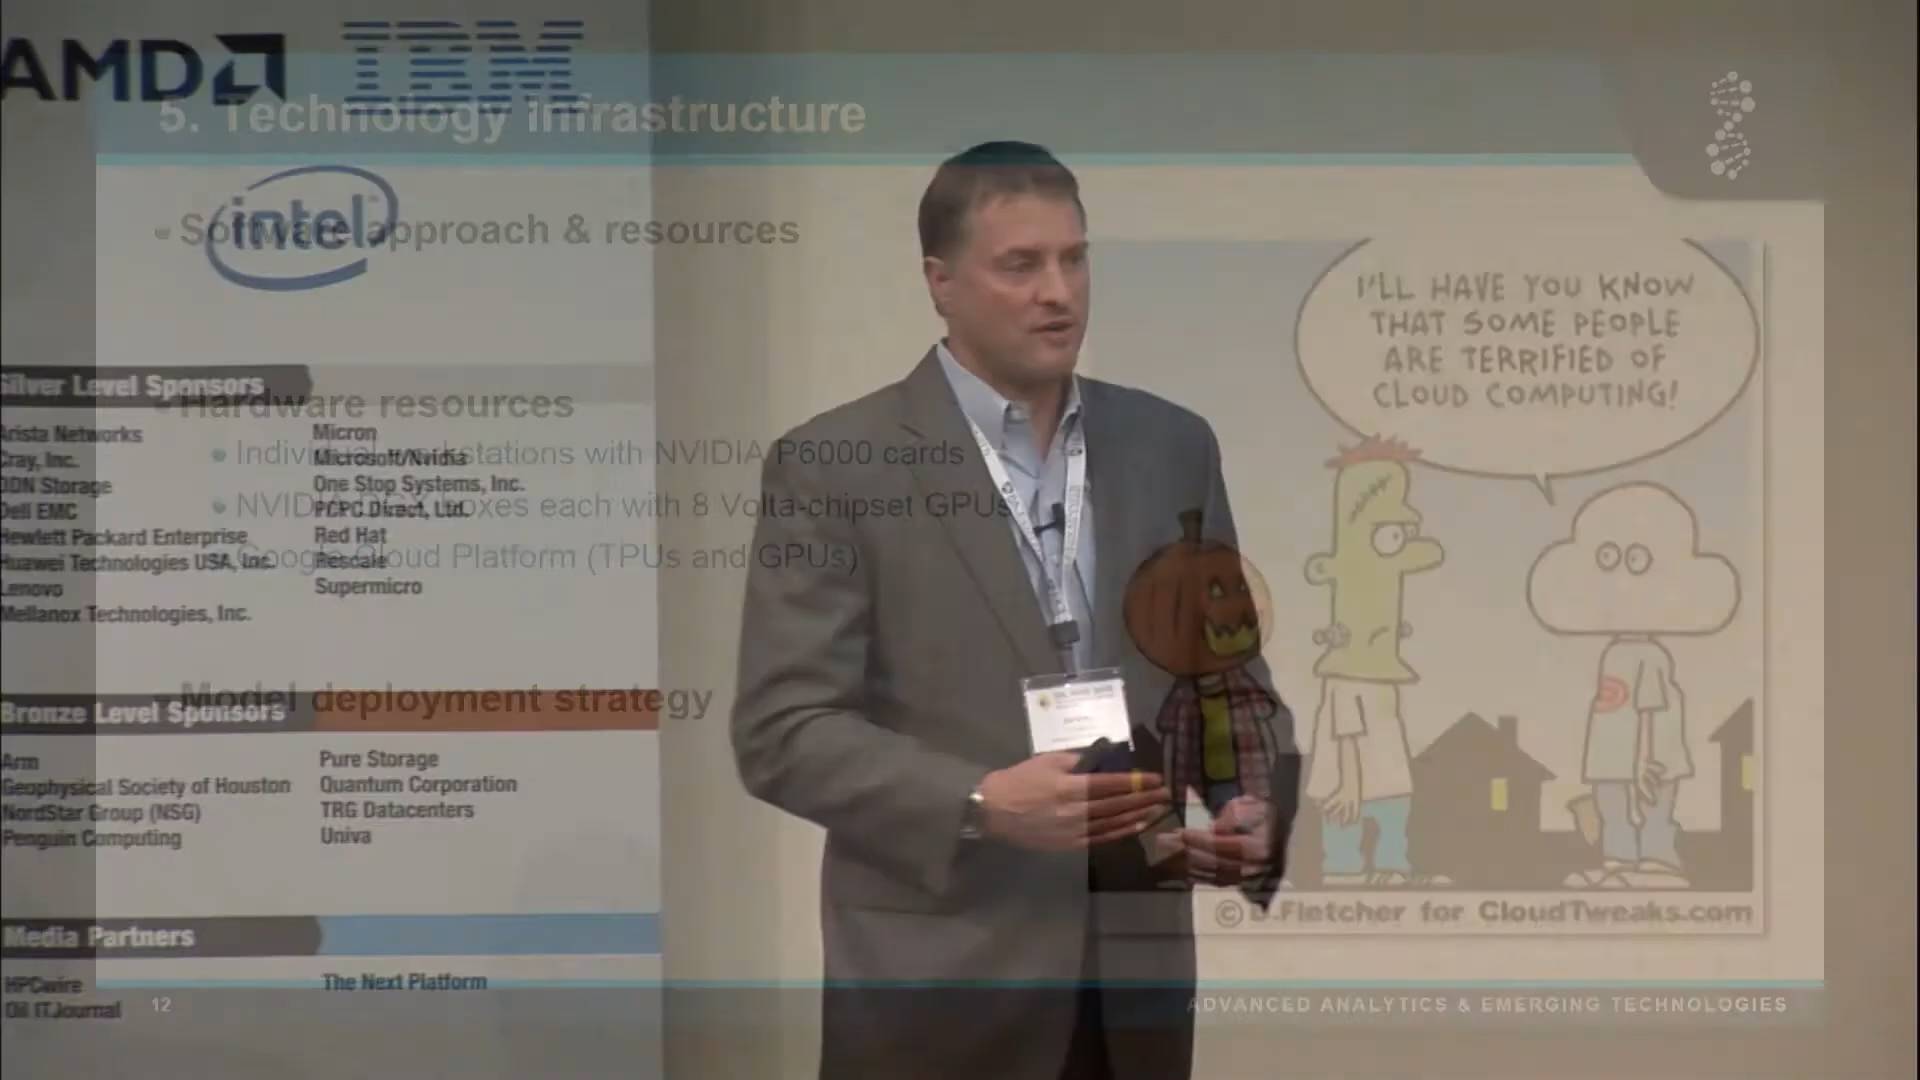 AMD
IBM
intel
Silver Level Sponsors
Arista Networks
Cray, Inc.
DDN Storage
Dell EMC
Hewlett Packard Enterprise
Huawei Technologies USA, Inc.
Lenovo
Mellanox Technologies, Inc.
Micron
Microsoft/Nvidia
One Stop Systems, Inc.
PCPC Direct, Ltd.
Red Hat
Rescale
Supermicro
Bronze Level Sponsors
Arm
Geophysical Society of Houston
NordStar Group (NSG)
Penguin Computing
Pure Storage
Quantum Corporation
TRG Datacenters
Univa
Media Partners
HPCwire
Oil ITJournal
The Next Platform
5. Technology infrastructure
Software approach & resources
Hardware resources
Individual workstations with NVIDIA P6000 cards
NVIDIA DGX boxes each with 8 Volta-chipset GPUs
Google Cloud Platform (TPUs and GPUs)
Model deployment strategy
I'LL HAVE YOU KNOW
THAT SOME PEOPLE
ARE TERRIFIED OF
CLOUD COMPUTING!
© D.Fletcher for CloudTweaks.com
12
ADVANCED ANALYTICS & EMERGING TECHNOLOGIES